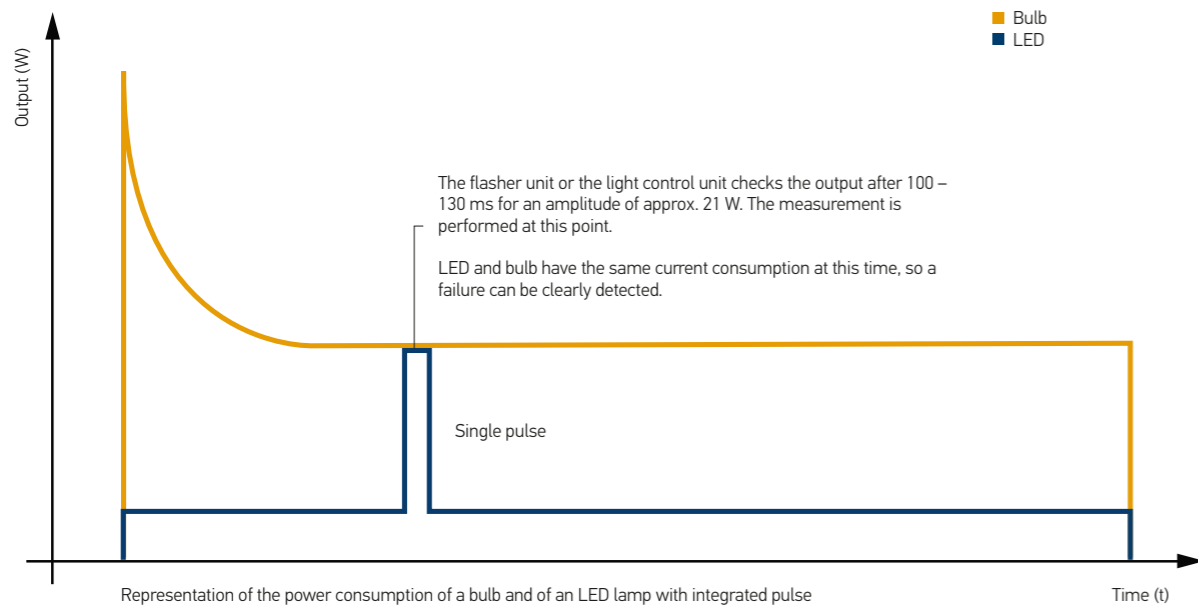 Bulb
LED
Output (W)
The flasher unit or the light control unit checks the output after 100 –
130 ms for an amplitude of approx. 21 W. The measurement is
performed at this point.
LED and bulb have the same current consumption at this time, so a
failure can be clearly detected.
Single pulse
Representation of the power consumption of a bulb and of an LED lamp with integrated pulse
Time (t)